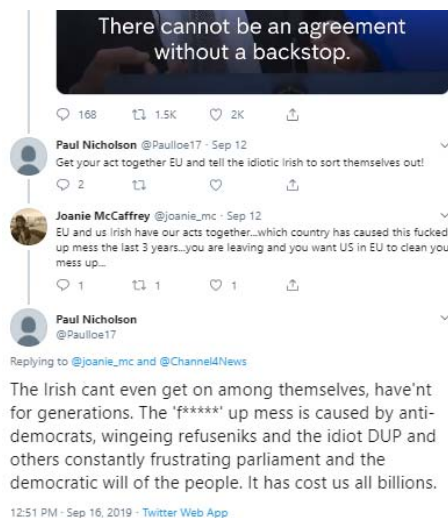 There cannot be an agreement
without a backstop.
168 1.5K 2K
Paul Nicholson @Paulloe17 · Sep 12
Get your act together EU and tell the idiotic Irish to sort themselves out!
2
Joanie McCaffrey @joanie_mc · Sep 12
EU and us Irish have our acts together...which country has caused this fucked
up mess the last 3 years...you are leaving and you want US in EU to clean you
mess up...
1 1 1
Paul Nicholson
@Paulloe17
Replying to @joanie_mc and @Channel4News
The Irish cant even get on among themselves, have'nt
for generations. The 'f*****' up mess is caused by anti-
democrats, wingeing refuseniks and the idiot DUP and
others constantly frustrating parliament and the
democratic will of the people. It has cost us all billions.
12:51 PM · Sep 16, 2019 · Twitter Web App